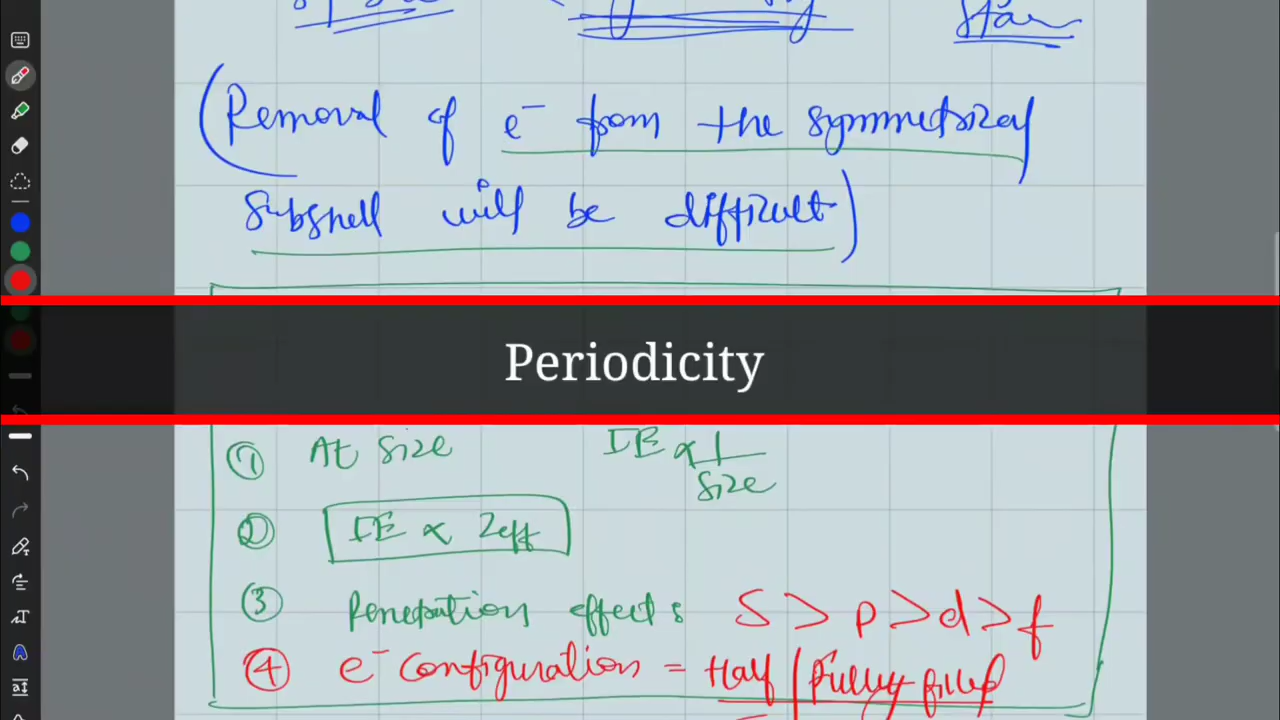 (Removal of e⁻ from the symmetrical
subshell will be difficult)
Periodicity
① At Size IE ∝ 1/Size
② IE ∝ Zeff
③ Penetration effect : S > p > d > f
④ e⁻ configuration = Half / Fully filled